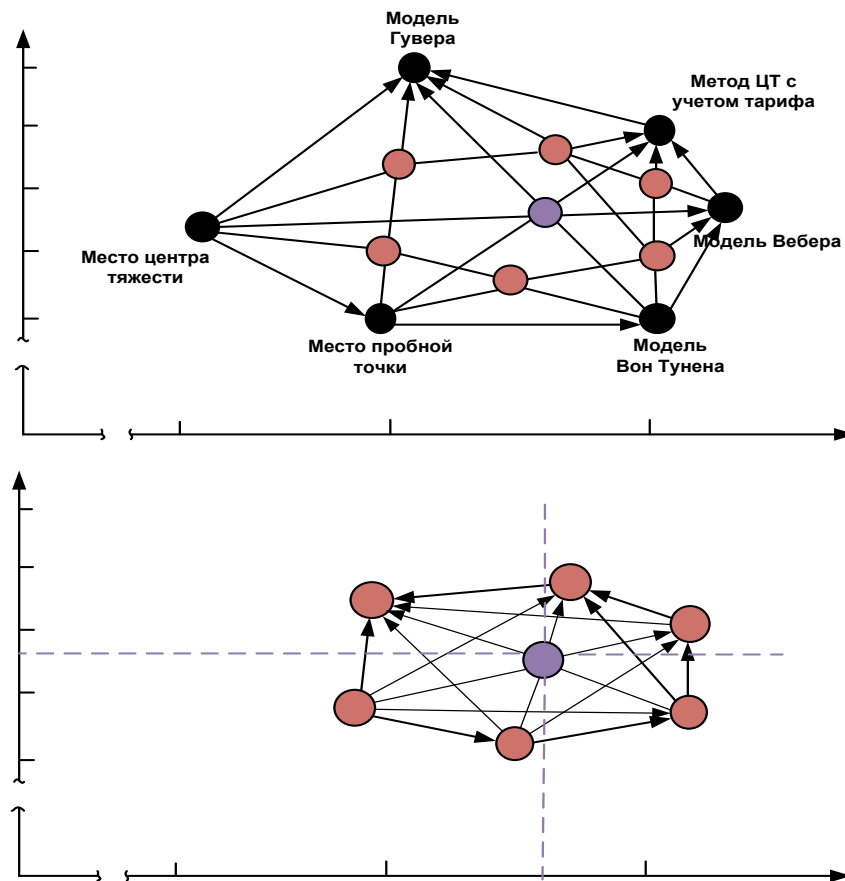 Модель
Гувера
Метод ЦТ с
учетом тарифа
Место центра
тяжести
Модель Вебера
Место пробной
точки
Модель
Вон Тунена